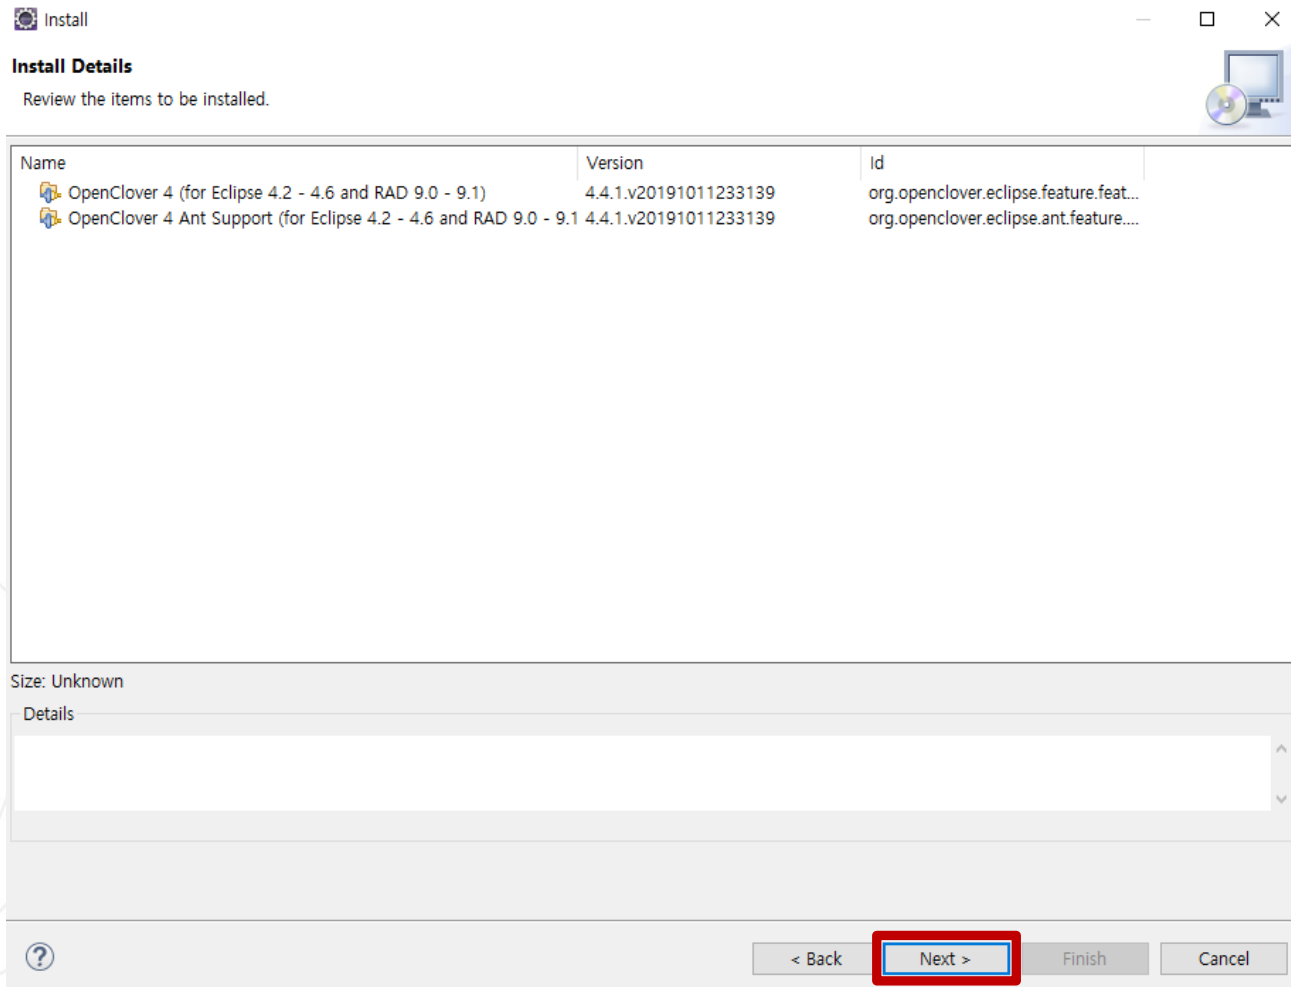 Install
Install Details
Review the items to be installed.
Name Version Id
OpenClover 4 (for Eclipse 4.2 - 4.6 and RAD 9.0 - 9.1) 4.4.1.v20191011233139 org.openclover.eclipse.feature.feat...
OpenClover 4 Ant Support (for Eclipse 4.2 - 4.6 and RAD 9.0 - 9.1 4.4.1.v20191011233139 org.openclover.eclipse.ant.feature....
Size: Unknown
Details
? < Back Next > Finish Cancel